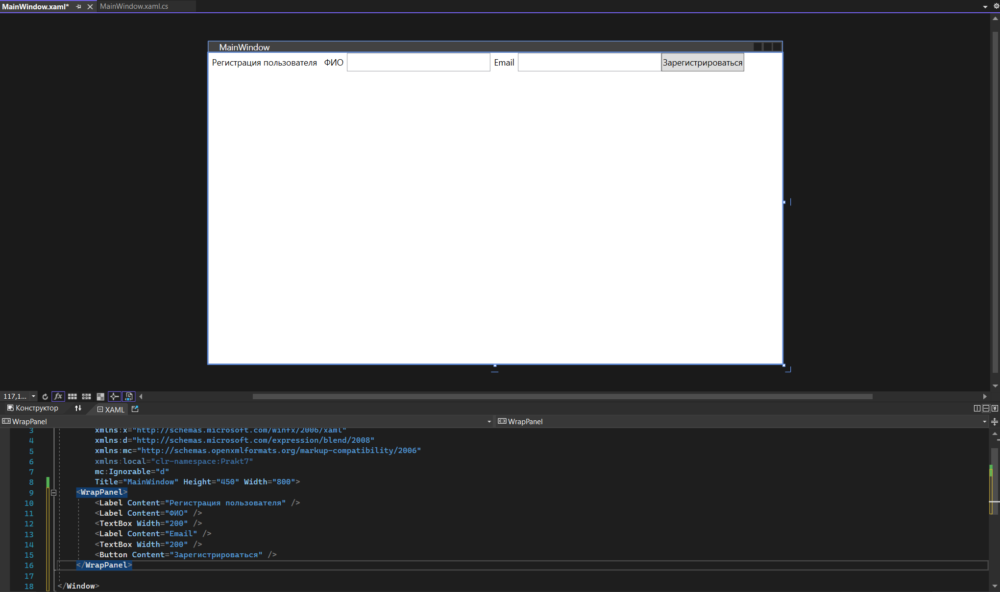 MainWindow.xaml*
MainWindow.xaml.cs
MainWindow
Регистрация пользователя ФИО Email Зарегистрироваться
117,1...
fx
Конструктор
XAML
WrapPanel
WrapPanel
3 xmlns:x="http://schemas.microsoft.com/winfx/2006/xaml"
4 xmlns:d="http://schemas.microsoft.com/expression/blend/2008"
5 xmlns:mc="http://schemas.openxmlformats.org/markup-compatibility/2006"
6 xmlns:local="clr-namespace:Prakt7"
7 mc:Ignorable="d"
8 Title="MainWindow" Height="450" Width="800">
9 <WrapPanel>
10 <Label Content="Регистрация пользователя" />
11 <Label Content="ФИО" />
12 <TextBox Width="200" />
13 <Label Content="Email" />
14 <TextBox Width="200" />
15 <Button Content="Зарегистрироваться" />
16 </WrapPanel>
17
18 </Window>